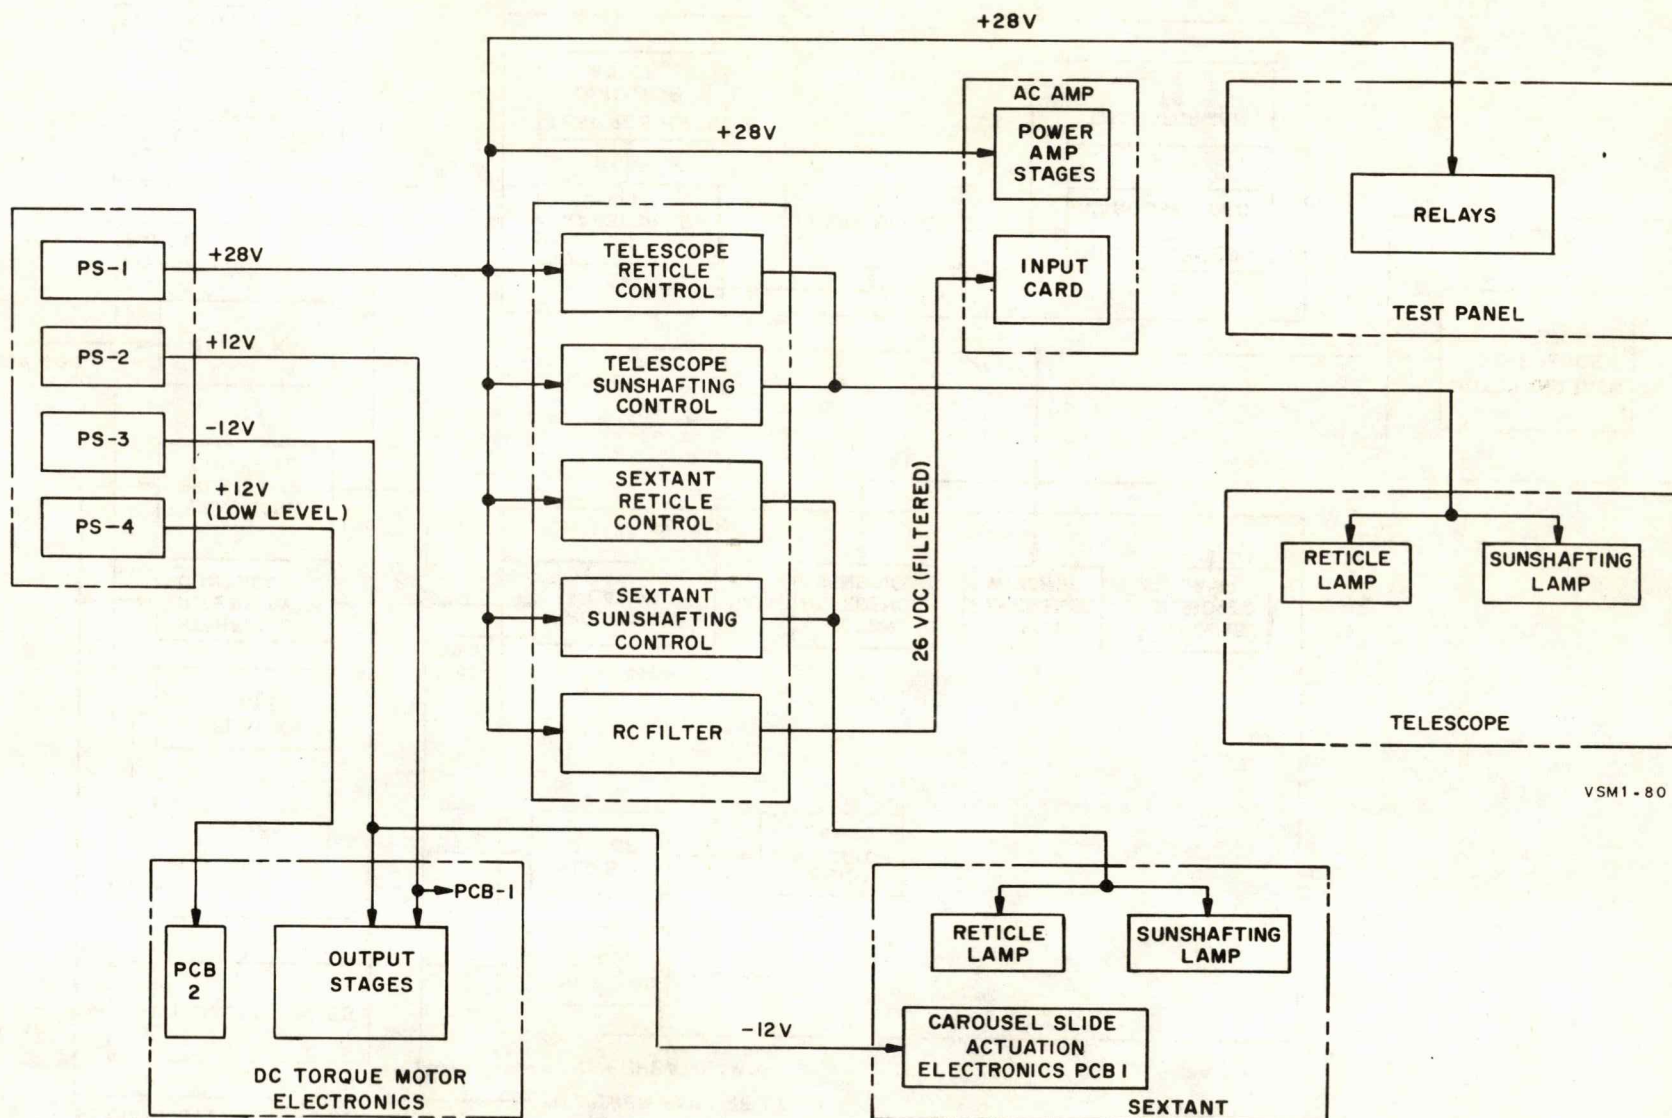 +28V
AC AMP
POWER
AMP
STAGES
+28V
RELAYS
TEST PANEL
PS-1
+28V
PS-2
+12V
PS-3
-12V
PS-4
+12V
(LOW LEVEL)
TELESCOPE
RETICLE
CONTROL
TELESCOPE
SUNSHAFTING
CONTROL
SEXTANT
RETICLE
CONTROL
SEXTANT
SUNSHAFTING
CONTROL
RC FILTER
INPUT
CARD
26 VDC (FILTERED)
RETICLE
LAMP
SUNSHAFTING
LAMP
TELESCOPE
VSM1-80
PCB-1
PCB
2
OUTPUT
STAGES
DC TORQUE MOTOR
ELECTRONICS
RETICLE
LAMP
SUNSHAFTING
LAMP
-12V
CAROUSEL SLIDE
ACTUATION
ELECTRONICS PCB 1
SEXTANT